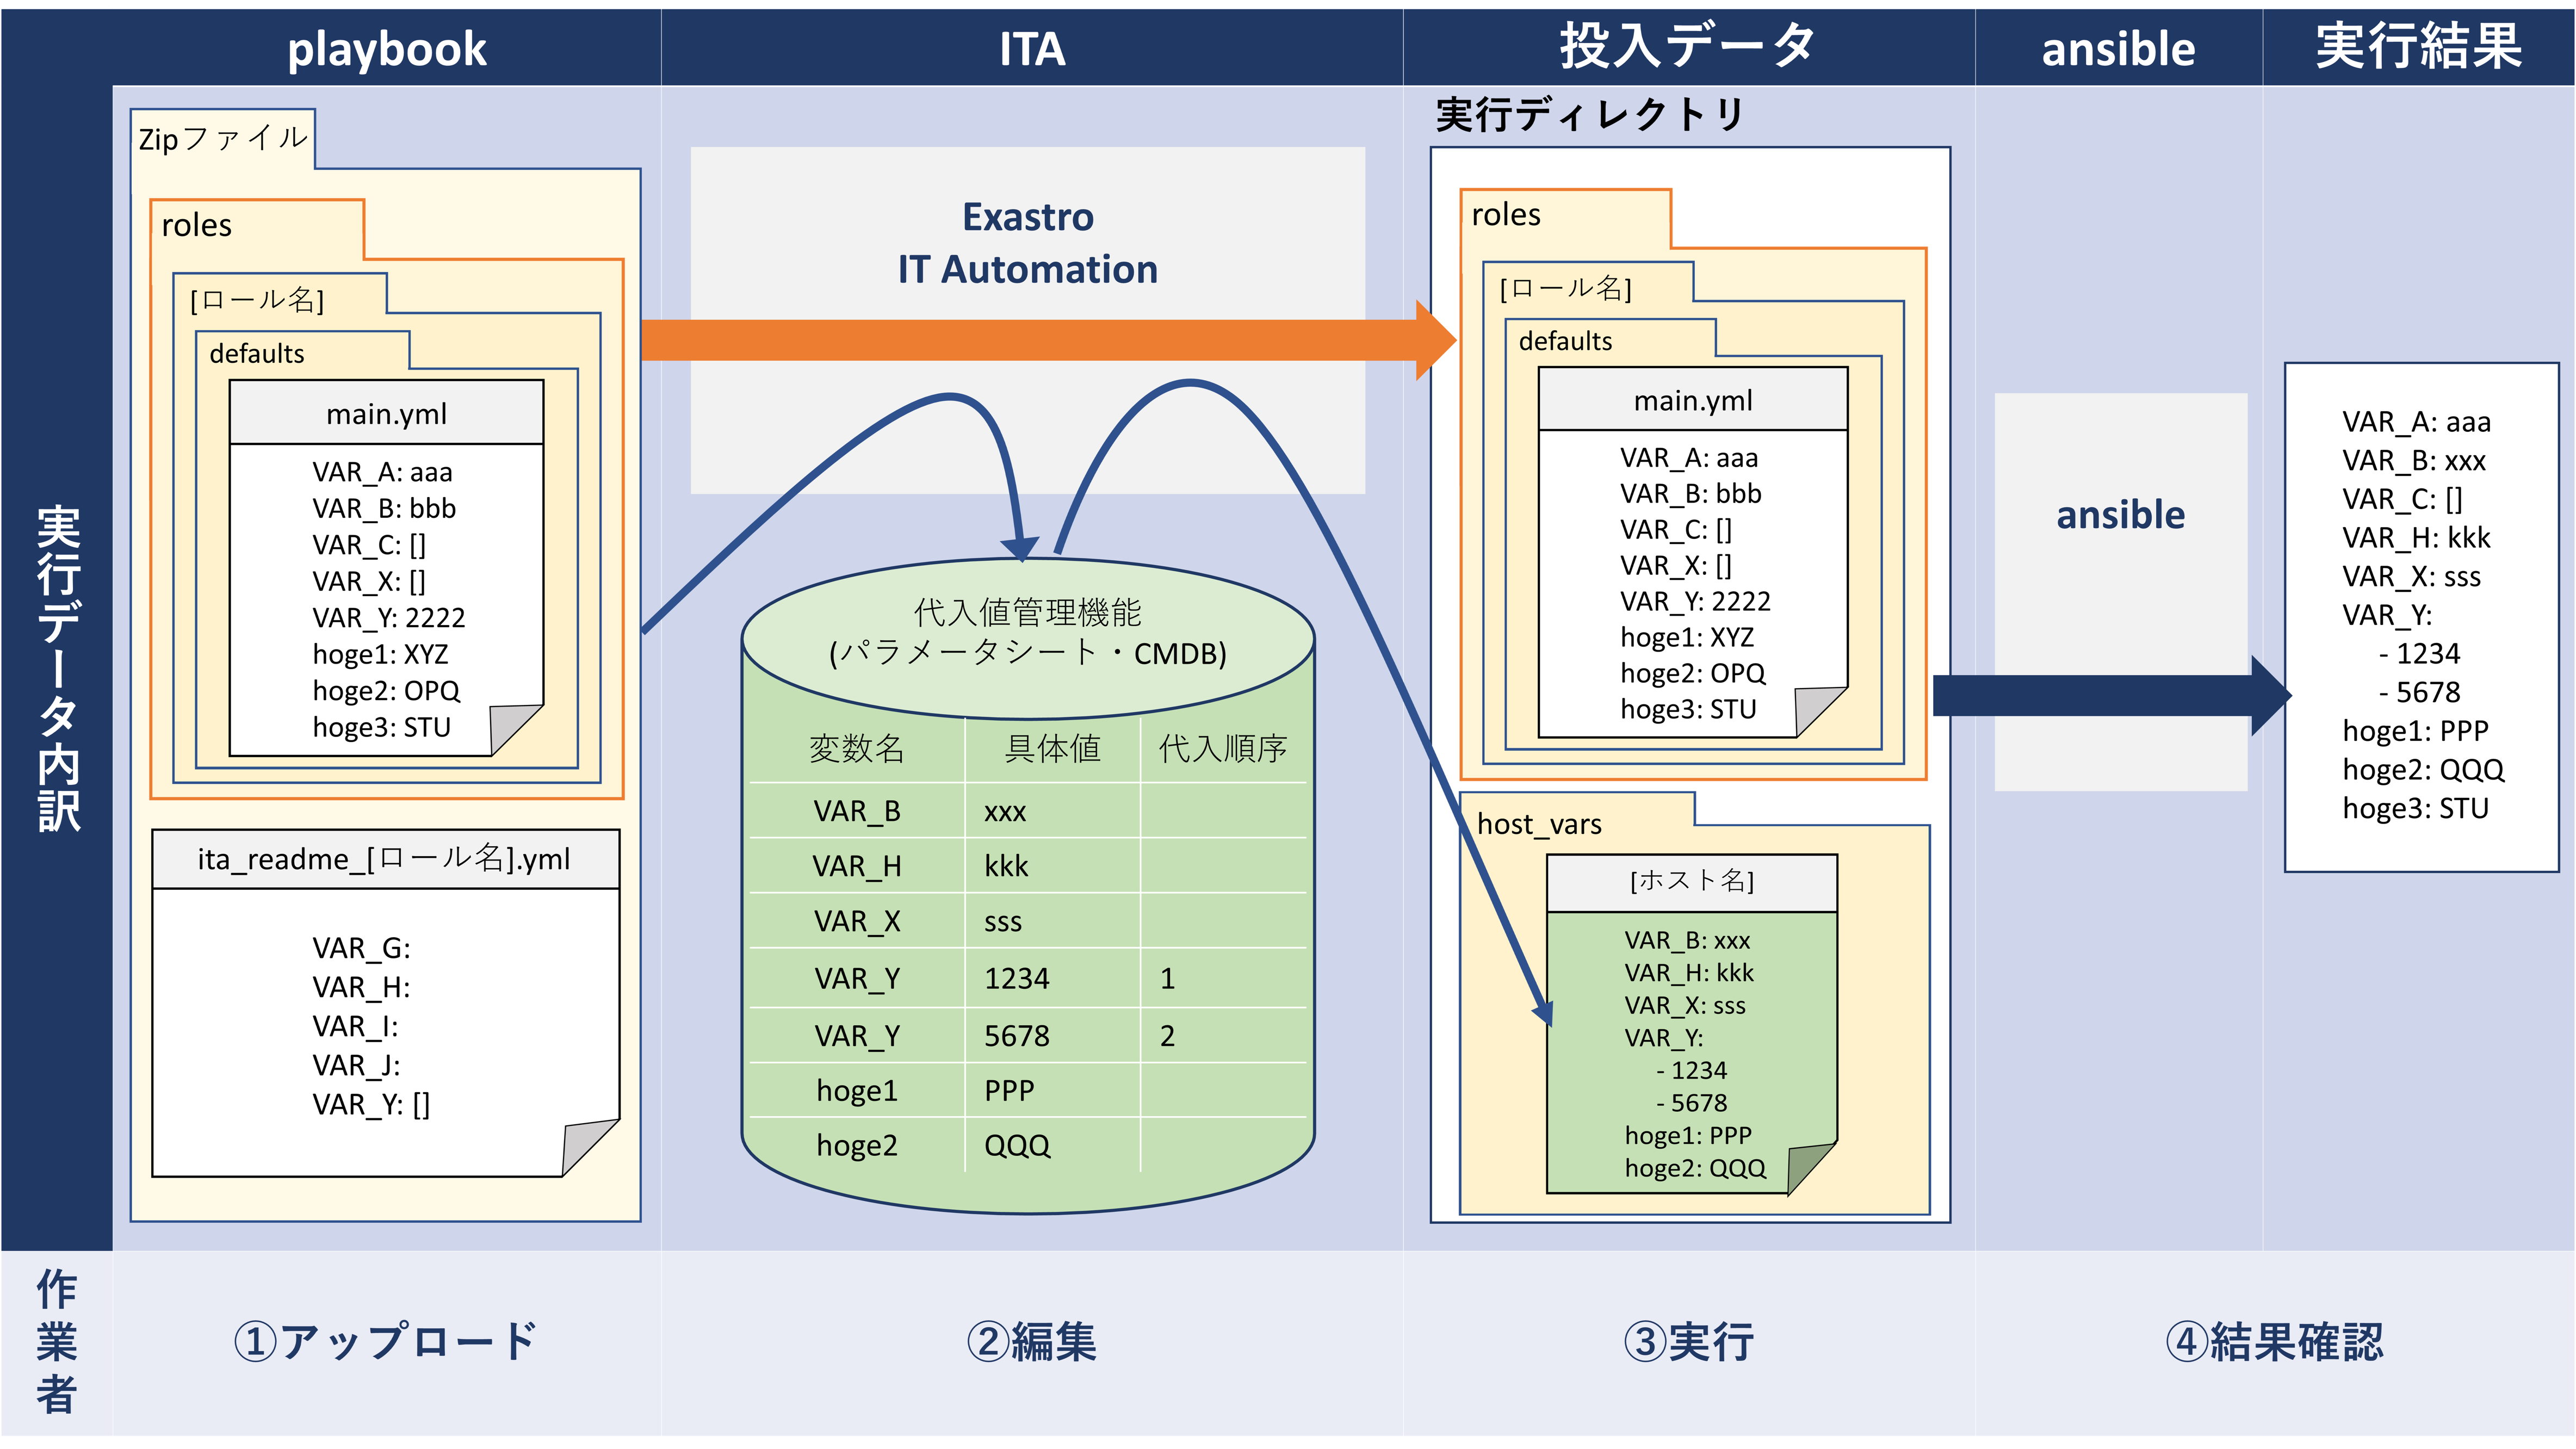 playbook
ITA
投入データ
ansible
実行結果
実行データ内訳
Zipファイル
roles
[ロール名]
defaults
main.yml
VAR_A: aaa
VAR_B: bbb
VAR_C: []
VAR_X: []
VAR_Y: 2222
hoge1: XYZ
hoge2: OPQ
hoge3: STU
ita_readme_[ロール名].yml
VAR_G:
VAR_H:
VAR_I:
VAR_J:
VAR_Y: []
Exastro
IT Automation
代入値管理機能
(パラメータシート・CMDB)
変数名 具体値 代入順序
VAR_B xxx
VAR_H kkk
VAR_X sss
VAR_Y 1234 1
VAR_Y 5678 2
hoge1 PPP
hoge2 QQQ
実行ディレクトリ
roles
[ロール名]
defaults
main.yml
VAR_A: aaa
VAR_B: bbb
VAR_C: []
VAR_X: []
VAR_Y: 2222
hoge1: XYZ
hoge2: OPQ
hoge3: STU
host_vars
[ホスト名]
VAR_B: xxx
VAR_H: kkk
VAR_X: sss
VAR_Y:
- 1234
- 5678
hoge1: PPP
hoge2: QQQ
ansible
VAR_A: aaa
VAR_B: xxx
VAR_C: []
VAR_H: kkk
VAR_X: sss
VAR_Y:
- 1234
- 5678
hoge1: PPP
hoge2: QQQ
hoge3: STU
作業者
①アップロード
②編集
③実行
④結果確認